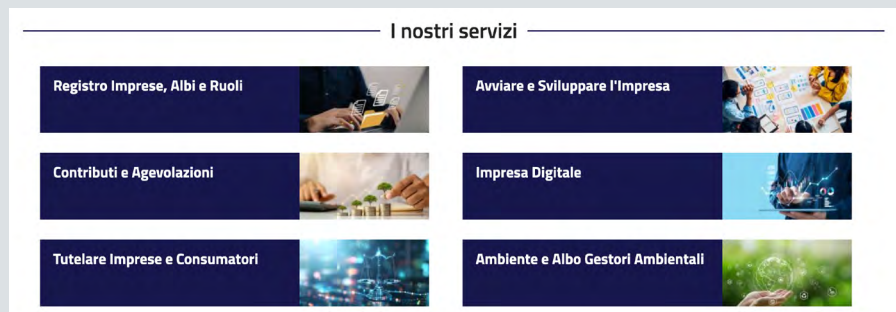 I nostri servizi
Registro Imprese, Albi e Ruoli
Avviare e Sviluppare l'Impresa
Contributi e Agevolazioni
Impresa Digitale
Tutelare Imprese e Consumatori
Ambiente e Albo Gestori Ambientali